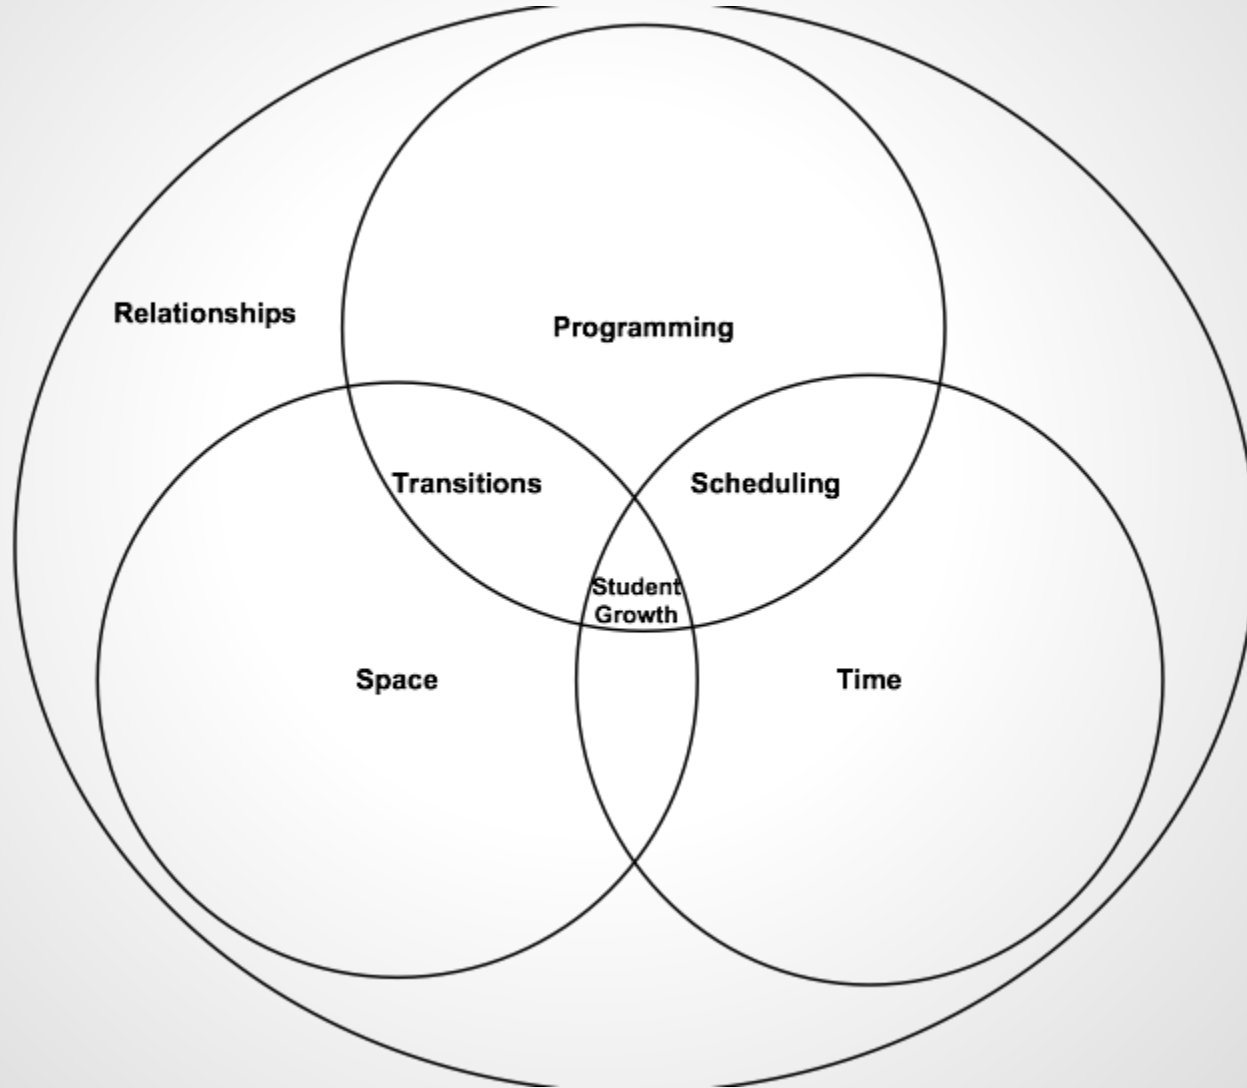 Relationships
Programming
Transitions
Scheduling
Student
Growth
Space
Time